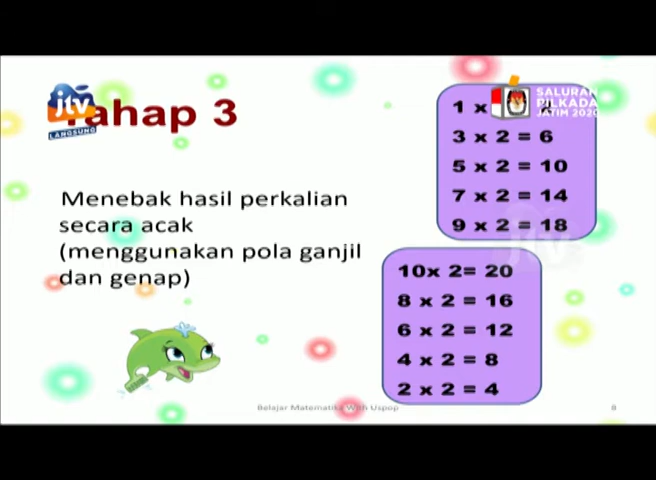 jtv
LANGSUNG
Tahap 3
Menebak hasil perkalian
secara acak
(menggunakan pola ganjil
dan genap)
SALURAN
PILKADA
JATIM 2020
1 x 2
3 x 2 = 6
5 x 2 = 10
7 x 2 = 14
9 x 2 = 18
jtv
10x 2= 20
8 x 2 = 16
6 x 2 = 12
4 x 2 = 8
2 x 2 = 4
Belajar Matematika With Uspop
8